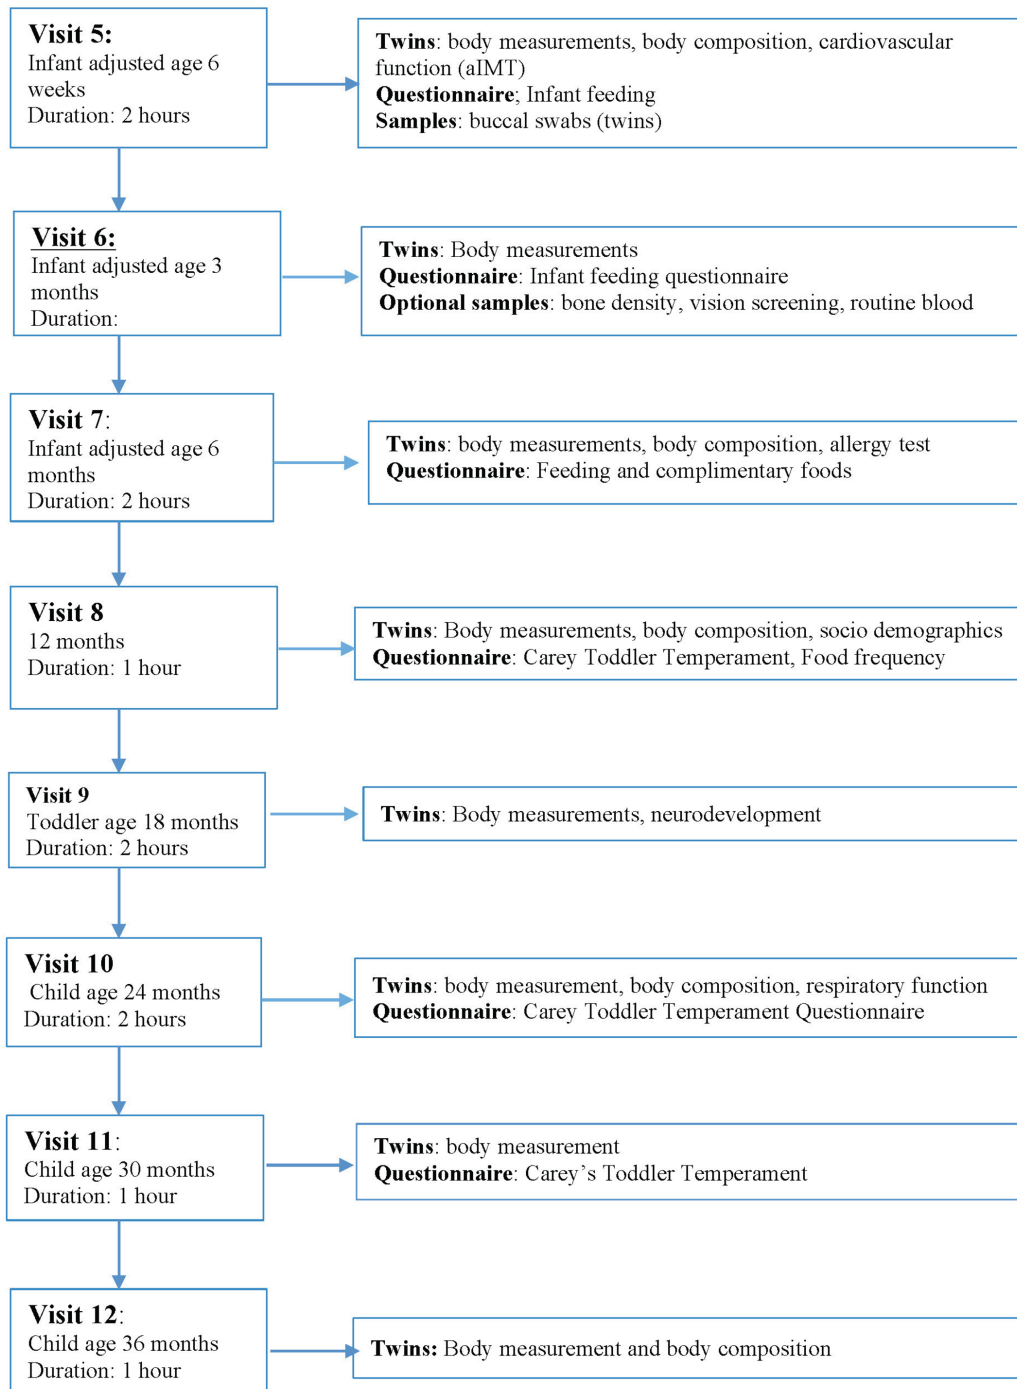 Visit 5:
Infant adjusted age 6
weeks
Duration: 2 hours
Twins: body measurements, body composition, cardiovascular
function (aIMT)
Questionnaire; Infant feeding
Samples: buccal swabs (twins)
Visit 6:
Infant adjusted age 3
months
Duration:
Twins: Body measurements
Questionnaire: Infant feeding questionnaire
Optional samples: bone density, vision screening, routine blood
Visit 7:
Infant adjusted age 6
months
Duration: 2 hours
Twins: body measurements, body composition, allergy test
Questionnaire: Feeding and complimentary foods
Visit 8
12 months
Duration: 1 hour
Twins: Body measurements, body composition, socio demographics
Questionnaire: Carey Toddler Temperament, Food frequency
Visit 9
Toddler age 18 months
Duration: 2 hours
Twins: Body measurements, neurodevelopment
Visit 10
Child age 24 months
Duration: 2 hours
Twins: body measurement, body composition, respiratory function
Questionnaire: Carey Toddler Temperament Questionnaire
Visit 11:
Child age 30 months
Duration: 1 hour
Twins: body measurement
Questionnaire: Carey’s Toddler Temperament
Visit 12:
Child age 36 months
Duration: 1 hour
Twins: Body measurement and body composition